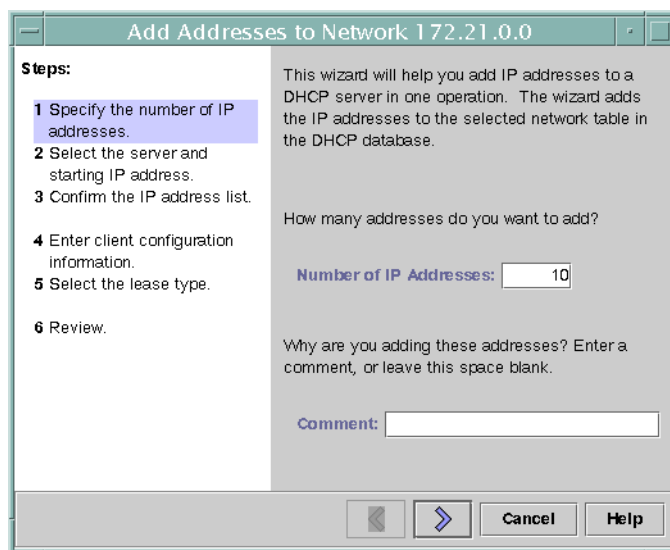 Add Addresses to Network 172.21.0.0
Steps:
1 Specify the number of IP
addresses.
2 Select the server and
starting IP address.
3 Confirm the IP address list.
4 Enter client configuration
information.
5 Select the lease type.
6 Review.
This wizard will help you add IP addresses to a
DHCP server in one operation. The wizard adds
the IP addresses to the selected network table in
the DHCP database.
How many addresses do you want to add?
Number of IP Addresses: 10
Why are you adding these addresses? Enter a
comment, or leave this space blank.
Comment:
Cancel Help